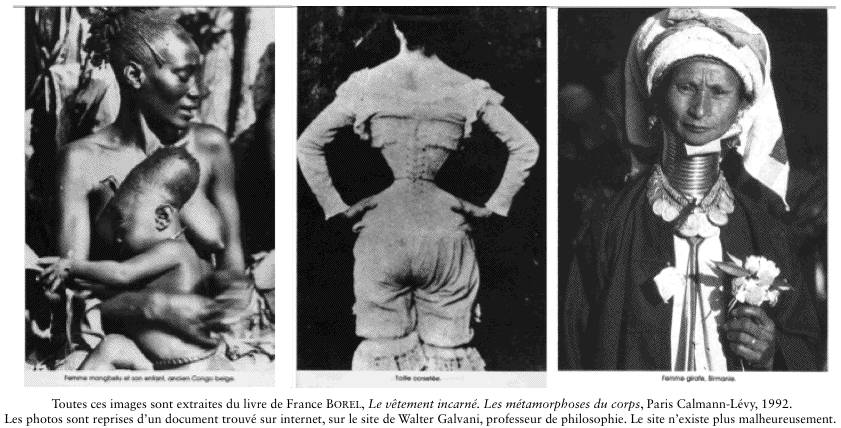 Femme mangbetu et son enfant, ancien Congo belge.
Taille corsetée.
Femme girafe, Birmanie.
Toutes ces images sont extraites du livre de France BOREL, Le vêtement incarné. Les métamorphoses du corps, Paris Calmann-Lévy, 1992.
Les photos sont reprises d'un document trouvé sur internet, sur le site de Walter Galvani, professeur de philosophie. Le site n'existe plus malheureusement.